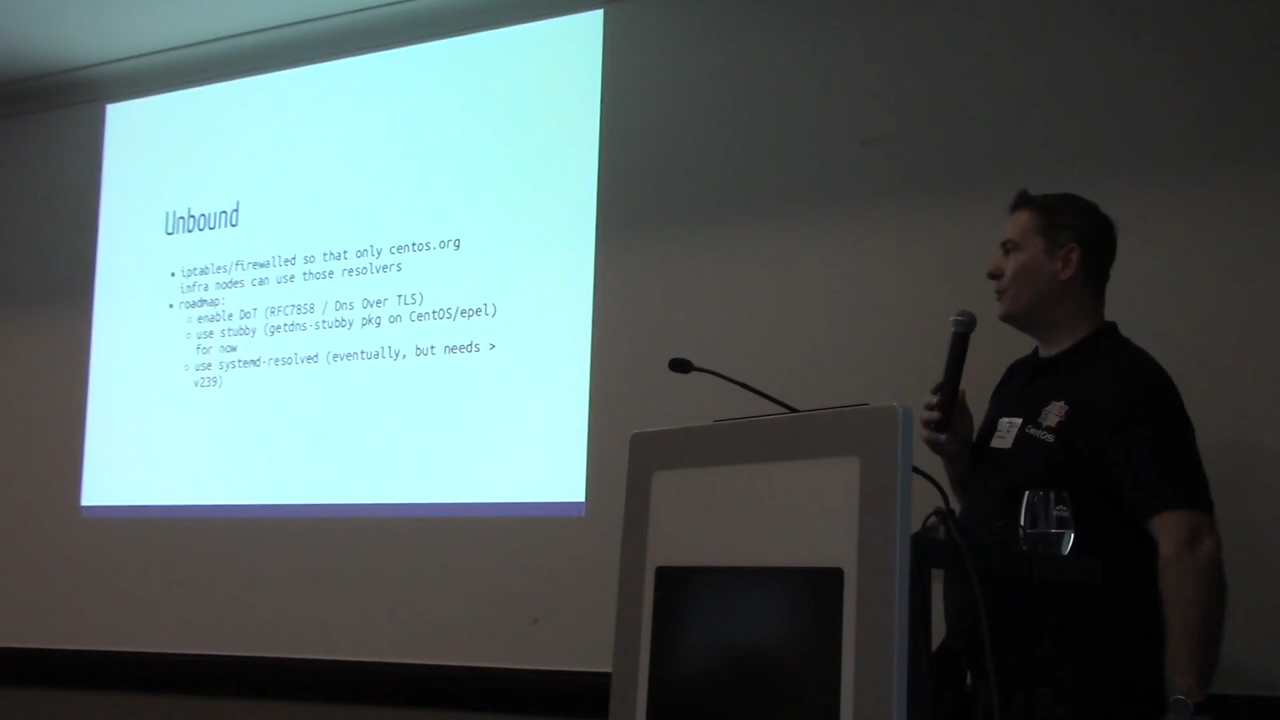 Unbound
• iptables/firewalled so that only centos.org
infra nodes can use those resolvers
• roadmap:
○ enable DoT (RFC7858 / Dns Over TLS)
○ use stubby (getdns-stubby pkg on CentOS/epel)
for now
○ use systemd-resolved (eventually, but needs >
v239)
CentOS